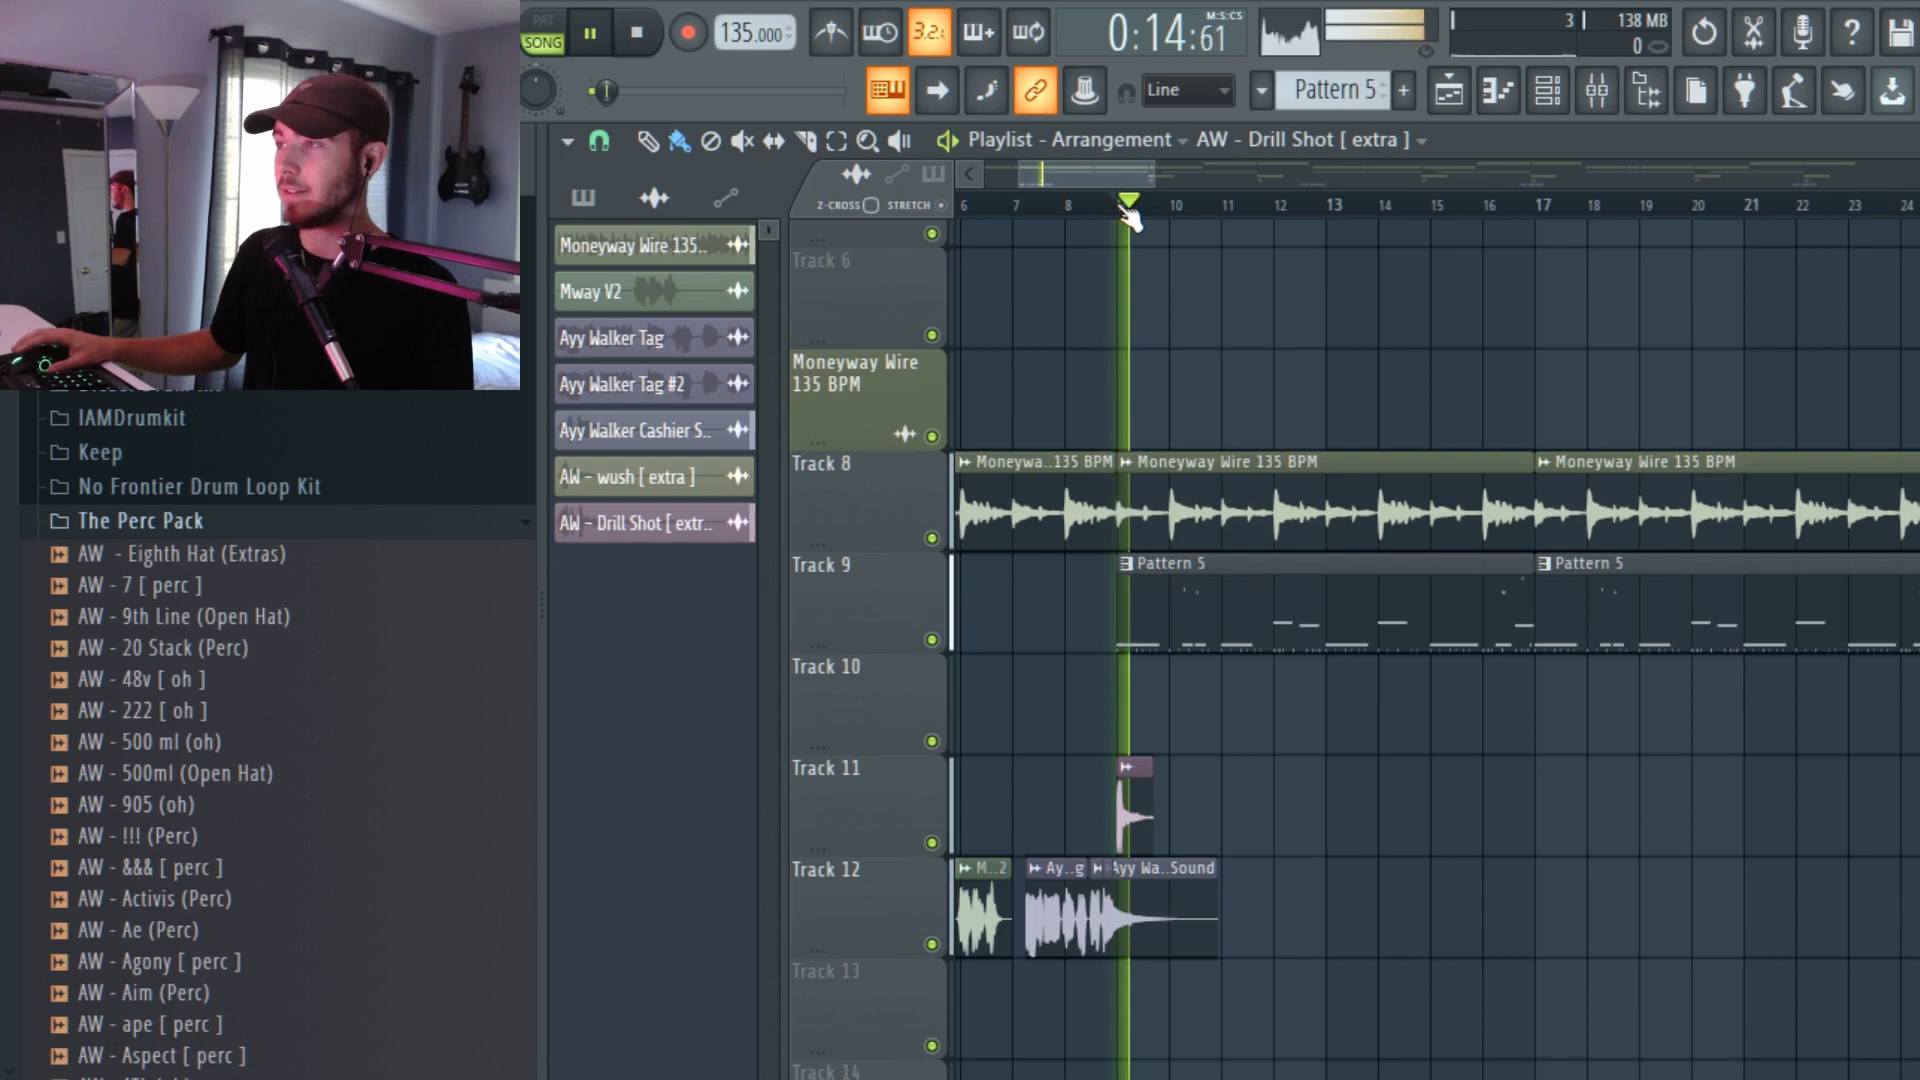 PAT
SONG
135.000
3.2.
0:14:61
M:S:CS
3
138 MB
0
Line
Pattern 5
+
Playlist - Arrangement
AW - Drill Shot [ extra ]
Z-CROSS
STRETCH
6 7 8 10 11 12 13 14 15 16 17 18 19 20 21 22 23 24
Moneyway Wire 135..
Mway V2
Ayy Walker Tag
Ayy Walker Tag #2
Ayy Walker Cashier S..
AW - wush [ extra ]
AW - Drill Shot [ extr..
Track 6
Moneyway Wire
135 BPM
Track 8
Moneywa..135 BPM
Moneyway Wire 135 BPM
Moneyway Wire 135 BPM
Track 9
Pattern 5
Pattern 5
Track 10
Track 11
Track 12
M..2
Ay..g
Ayy Wa..Sound
Track 13
Track 14
IAMDrumkit
Keep
No Frontier Drum Loop Kit
The Perc Pack
AW - Eighth Hat (Extras)
AW - 7 [ perc ]
AW - 9th Line (Open Hat)
AW - 20 Stack (Perc)
AW - 48v [ oh ]
AW - 222 [ oh ]
AW - 500 ml (oh)
AW - 500ml (Open Hat)
AW - 905 (oh)
AW - !!! (Perc)
AW - &&& [ perc ]
AW - Activis (Perc)
AW - Ae (Perc)
AW - Agony [ perc ]
AW - Aim (Perc)
AW - ape [ perc ]
AW - Aspect [ perc ]